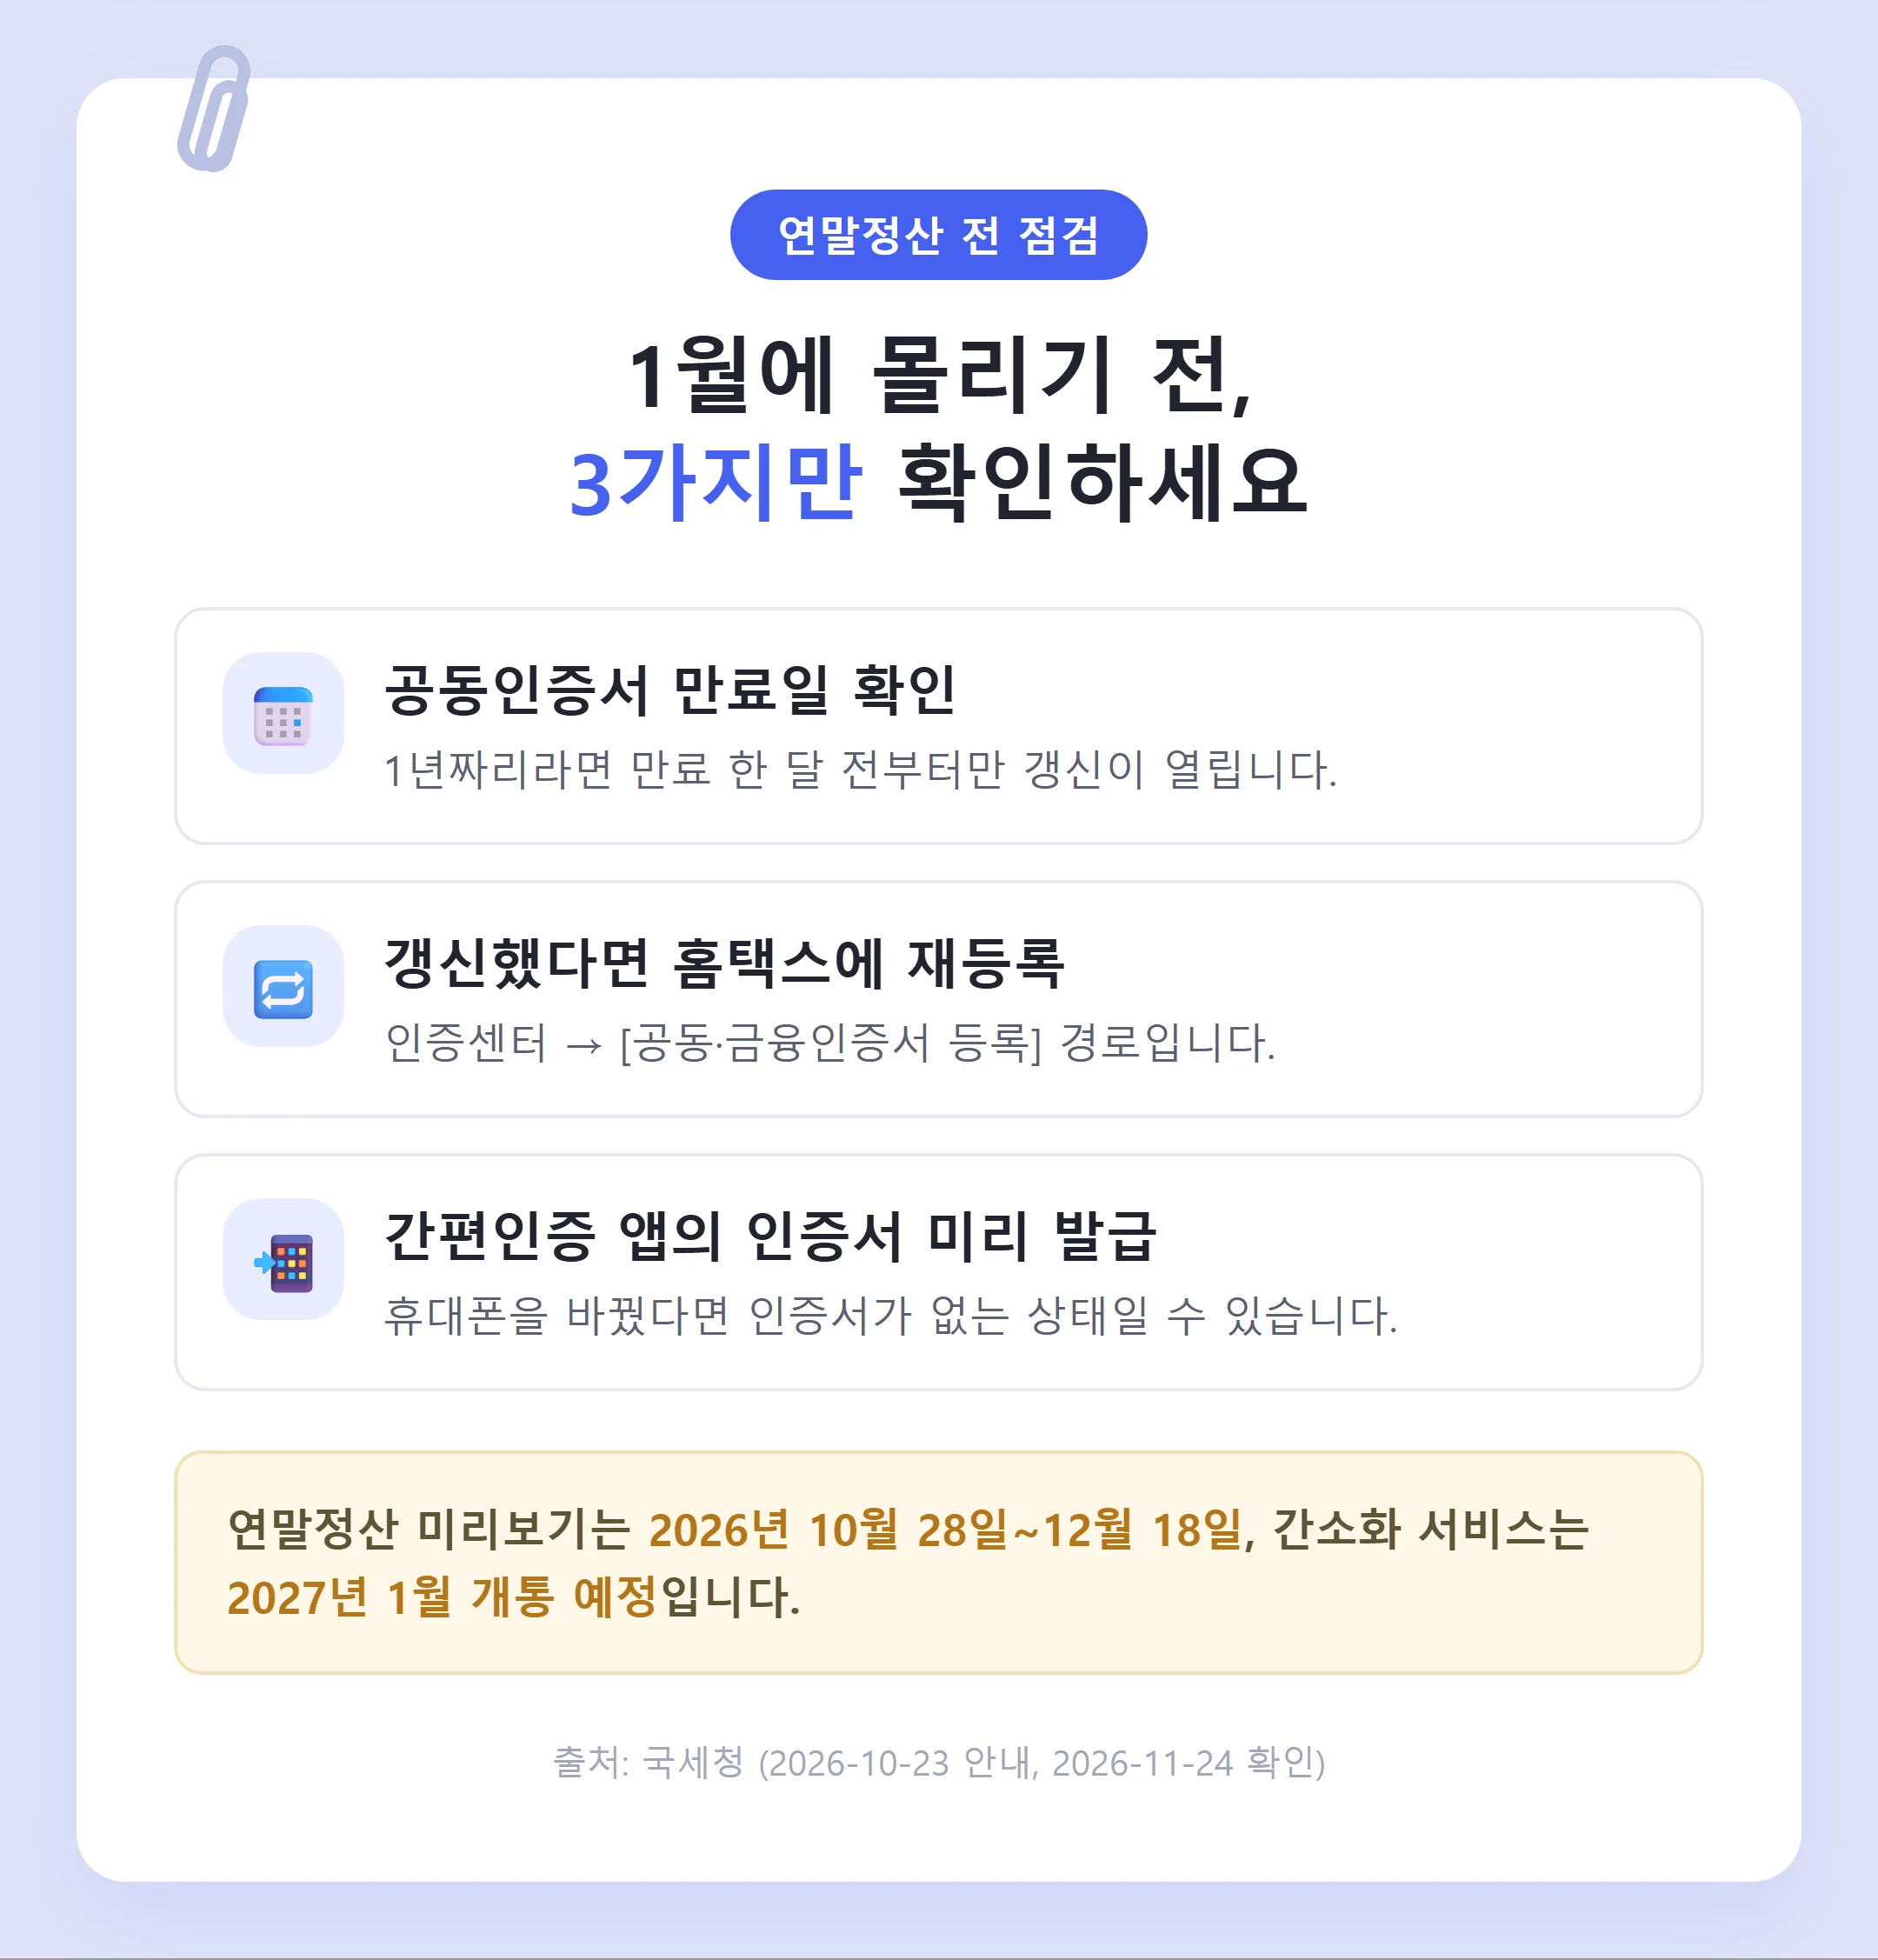 연말정산 전 점검
1월에 몰리기 전,
3가지만 확인하세요
공동인증서 만료일 확인
1년짜리라면 만료 한 달 전부터만 갱신이 열립니다.
갱신했다면 홈택스에 재등록
인증센터 → [공동·금융인증서 등록] 경로입니다.
간편인증 앱의 인증서 미리 발급
휴대폰을 바꿨다면 인증서가 없는 상태일 수 있습니다.
연말정산 미리보기는 2026년 10월 28일~12월 18일, 간소화 서비스는
2027년 1월 개통 예정입니다.
출처: 국세청 (2026-10-23 안내, 2026-11-24 확인)